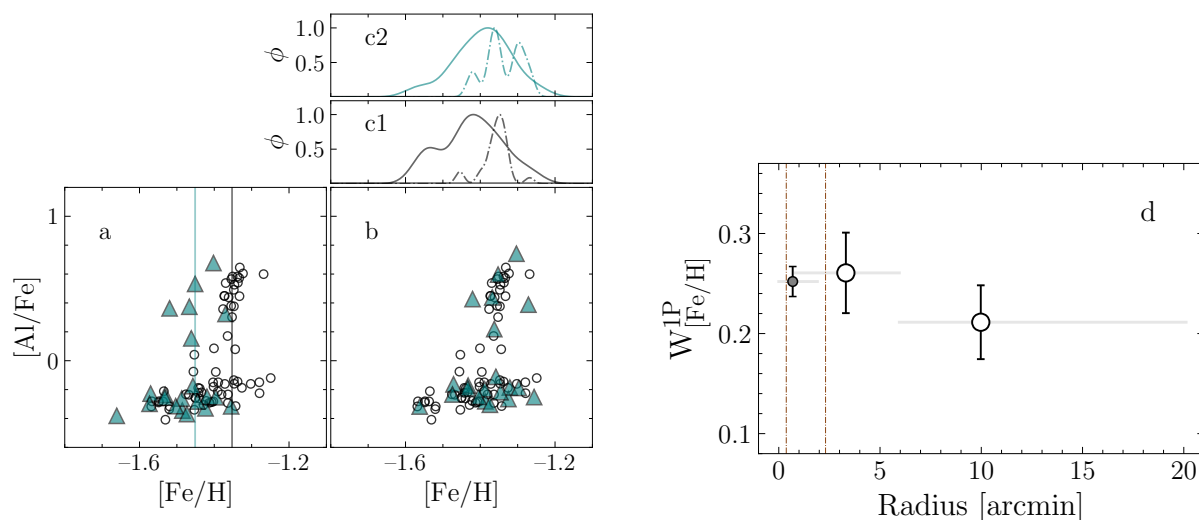 c2
ϕ
1.0
0.5
c1
ϕ
1.0
0.5
a
b
d
[Al/Fe]
1
0
−1.6
−1.2
−1.6
−1.2
[Fe/H]
[Fe/H]
W^{1P}_{[Fe/H]}
0.3
0.2
0.1
0
5
10
15
20
Radius [arcmin]